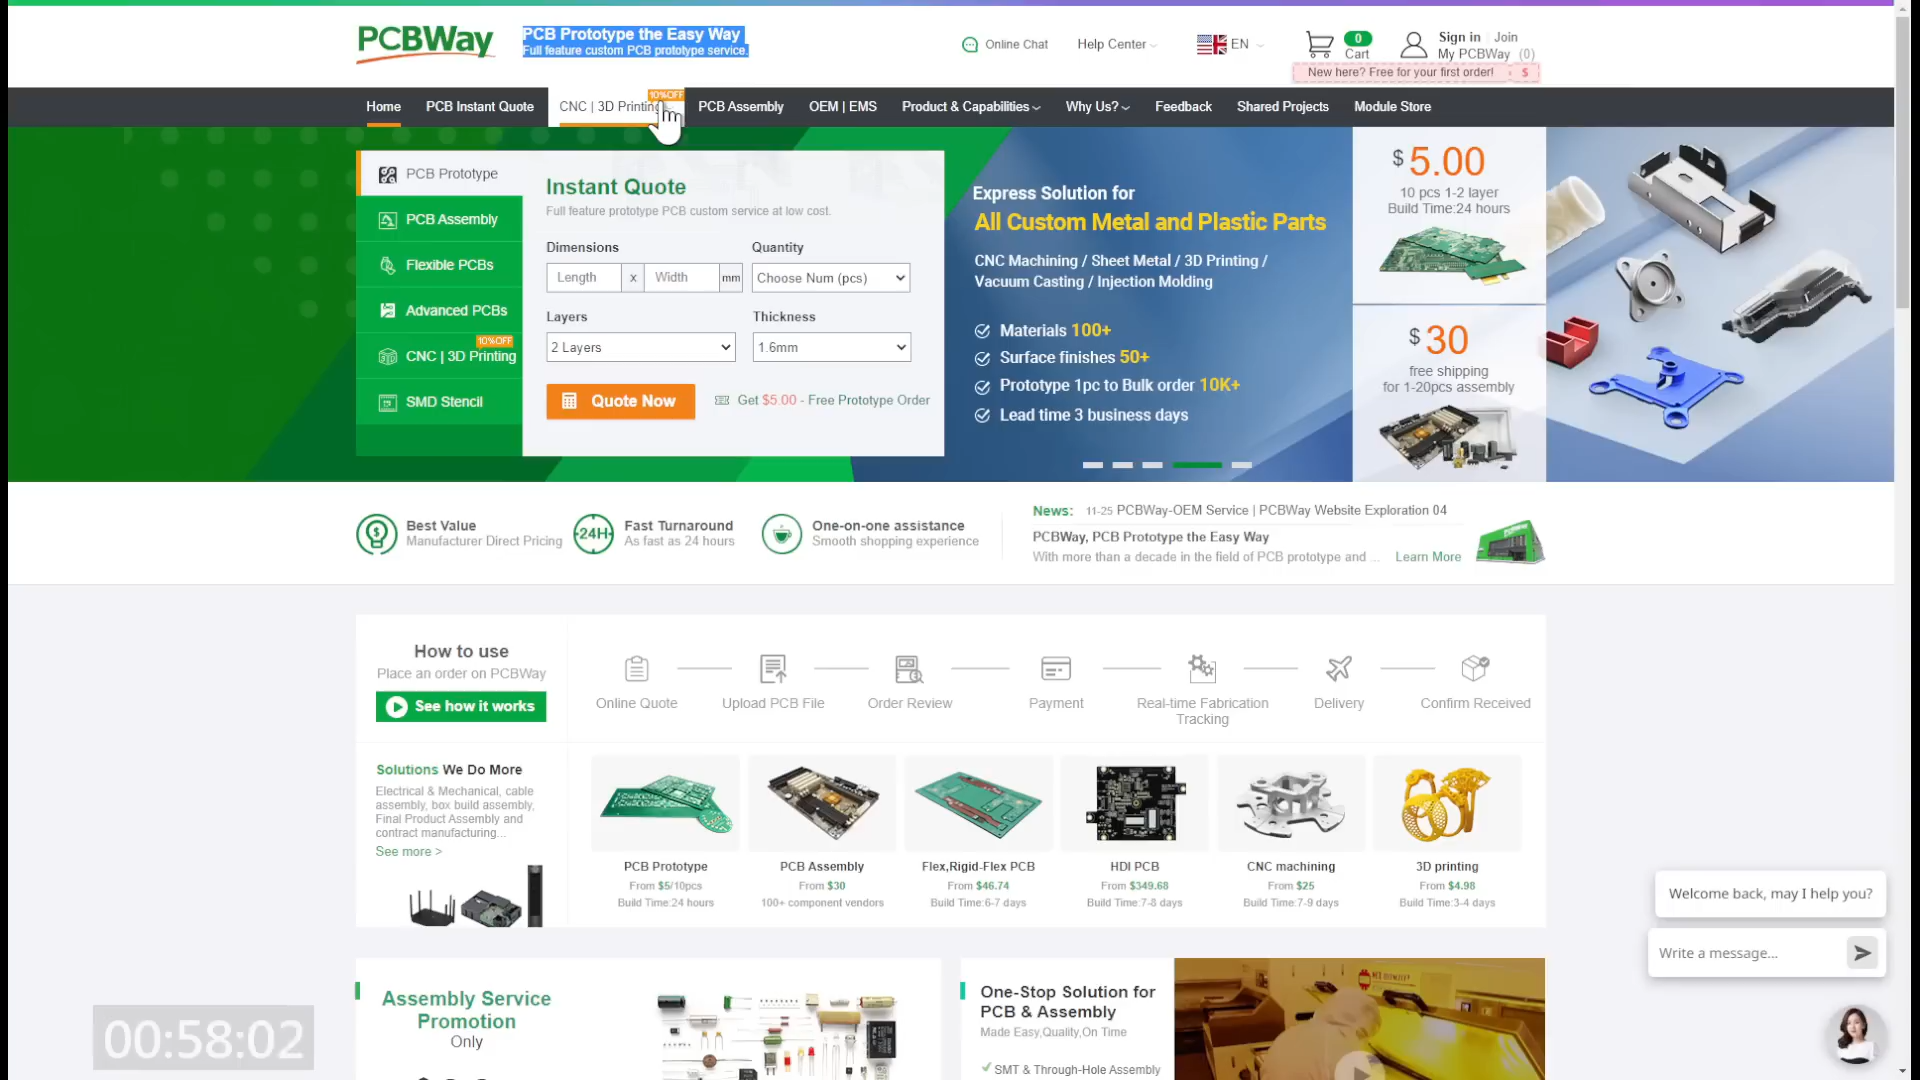 PCBWay
PCB Prototype the Easy Way
Full feature custom PCB prototype service.
Online Chat
Help Center
EN
0
Cart
Sign in
Join
My PCBWay (0)
New here? Free for your first order! $
Home
PCB Instant Quote
CNC | 3D Printing
10%OFF
PCB Assembly
OEM | EMS
Product & Capabilities
Why Us?
Feedback
Shared Projects
Module Store
PCB Prototype
PCB Assembly
Flexible PCBs
Advanced PCBs
10%OFF
CNC | 3D Printing
SMD Stencil
Instant Quote
Full feature prototype PCB custom service at low cost.
Dimensions
Quantity
Length x Width mm
Choose Num (pcs)
Layers
Thickness
2 Layers
1.6mm
Quote Now
Get $5.00 - Free Prototype Order
Express Solution for
All Custom Metal and Plastic Parts
CNC Machining / Sheet Metal / 3D Printing /
Vacuum Casting / Injection Molding
Materials 100+
Surface finishes 50+
Prototype 1pc to Bulk order 10K+
Lead time 3 business days
$ 5.00
10 pcs 1-2 layer
Build Time:24 hours
$ 30
free shipping
for 1-20pcs assembly
Best Value
Manufacturer Direct Pricing
24H
Fast Turnaround
As fast as 24 hours
One-on-one assistance
Smooth shopping experience
News: 11-25 PCBWay-OEM Service | PCBWay Website Exploration 04
PCBWay, PCB Prototype the Easy Way
With more than a decade in the field of PCB prototype and ... Learn More
How to use
Place an order on PCBWay
See how it works
Online Quote
Upload PCB File
Order Review
Payment
Real-time Fabrication
Tracking
Delivery
Confirm Received
Solutions We Do More
Electrical & Mechanical, cable
assembly, box build assembly,
Final Product Assembly and
contract manufacturing...
See more >
PCB Prototype
From $5/10pcs
Build Time:24 hours
PCB Assembly
From $30
100+ component vendors
Flex,Rigid-Flex PCB
From $46.74
Build Time:6-7 days
HDI PCB
From $349.68
Build Time:7-8 days
CNC machining
From $25
Build Time:7-9 days
3D printing
From $4.98
Build Time:3-4 days
Assembly Service
Promotion
Only
One-Stop Solution for
PCB & Assembly
Made Easy,Quality,On Time
SMT & Through-Hole Assembly
Welcome back, may I help you?
Write a message...
00:58:02